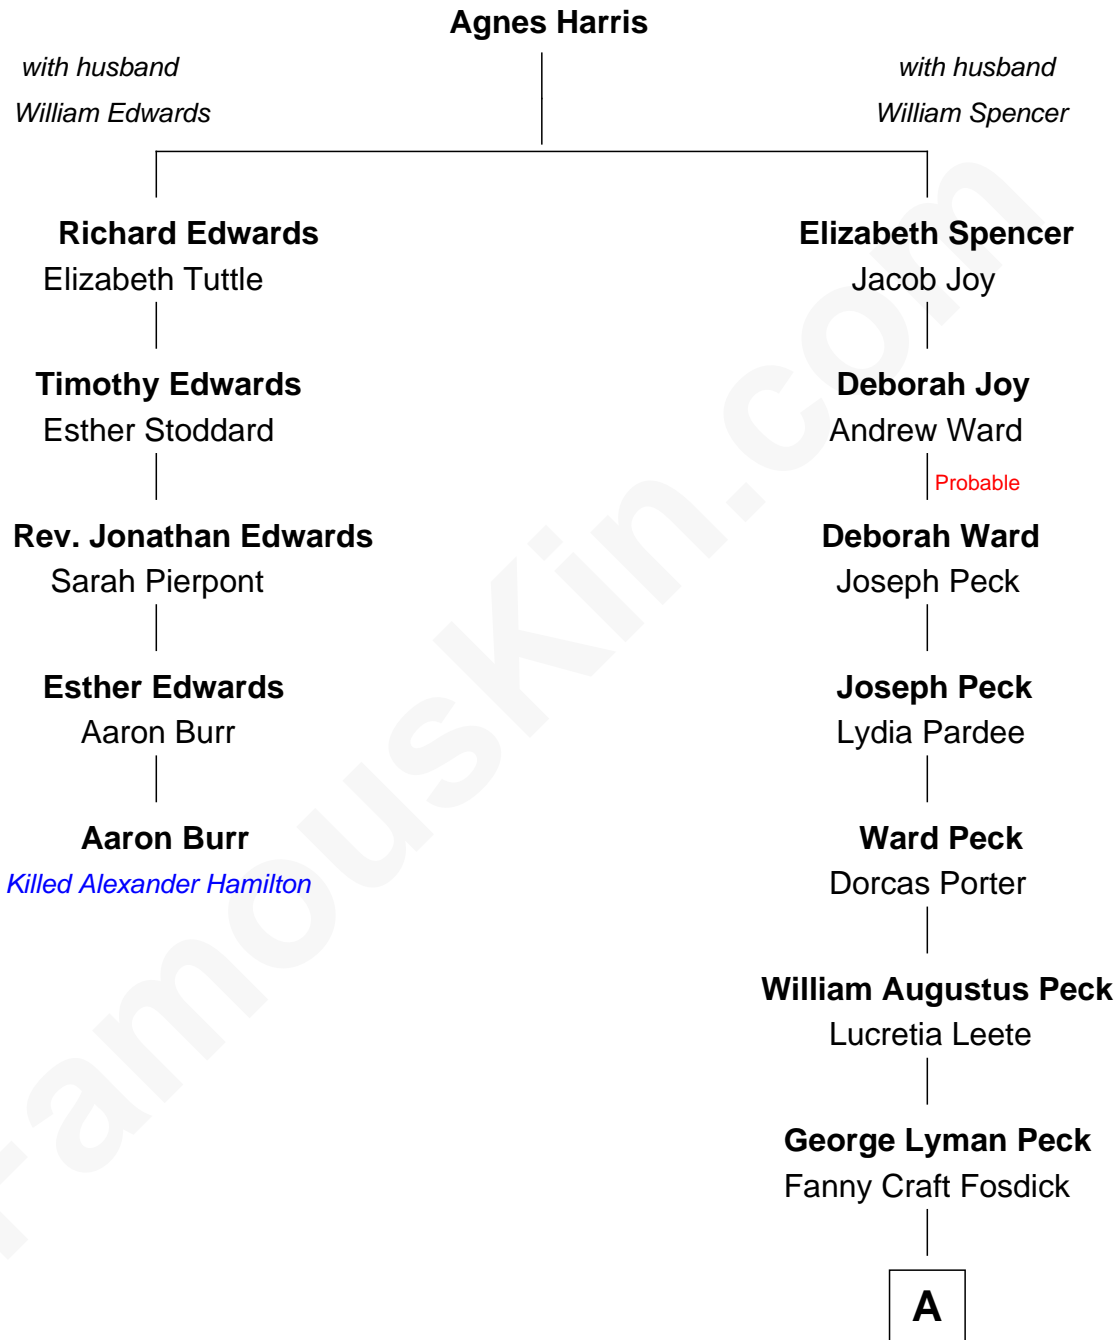 Agnes Harris
with husband
William Edwards
with husband
William Spencer
Richard Edwards
Elizabeth Tuttle
Elizabeth Spencer
Jacob Joy
Timothy Edwards
Esther Stoddard
Deborah Joy
Andrew Ward
Probable
Rev. Jonathan Edwards
Sarah Pierpont
Deborah Ward
Joseph Peck
Esther Edwards
Aaron Burr
Joseph Peck
Lydia Pardee
Aaron Burr
Killed Alexander Hamilton
Ward Peck
Dorcas Porter
William Augustus Peck
Lucretia Leete
George Lyman Peck
Fanny Craft Fosdick
A
FamousKin.com